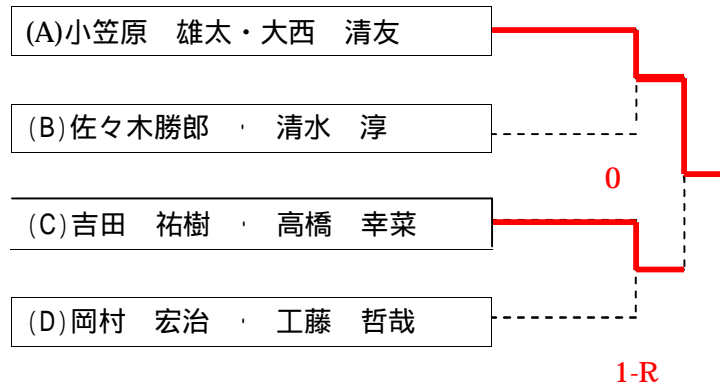 (A)小笠原　雄太・大西　清友
(B)佐々木勝郎　・　清水　淳
0
(C)吉田　祐樹　・　高橋　幸菜
(D)岡村　宏治　・　工藤　哲哉
1-R